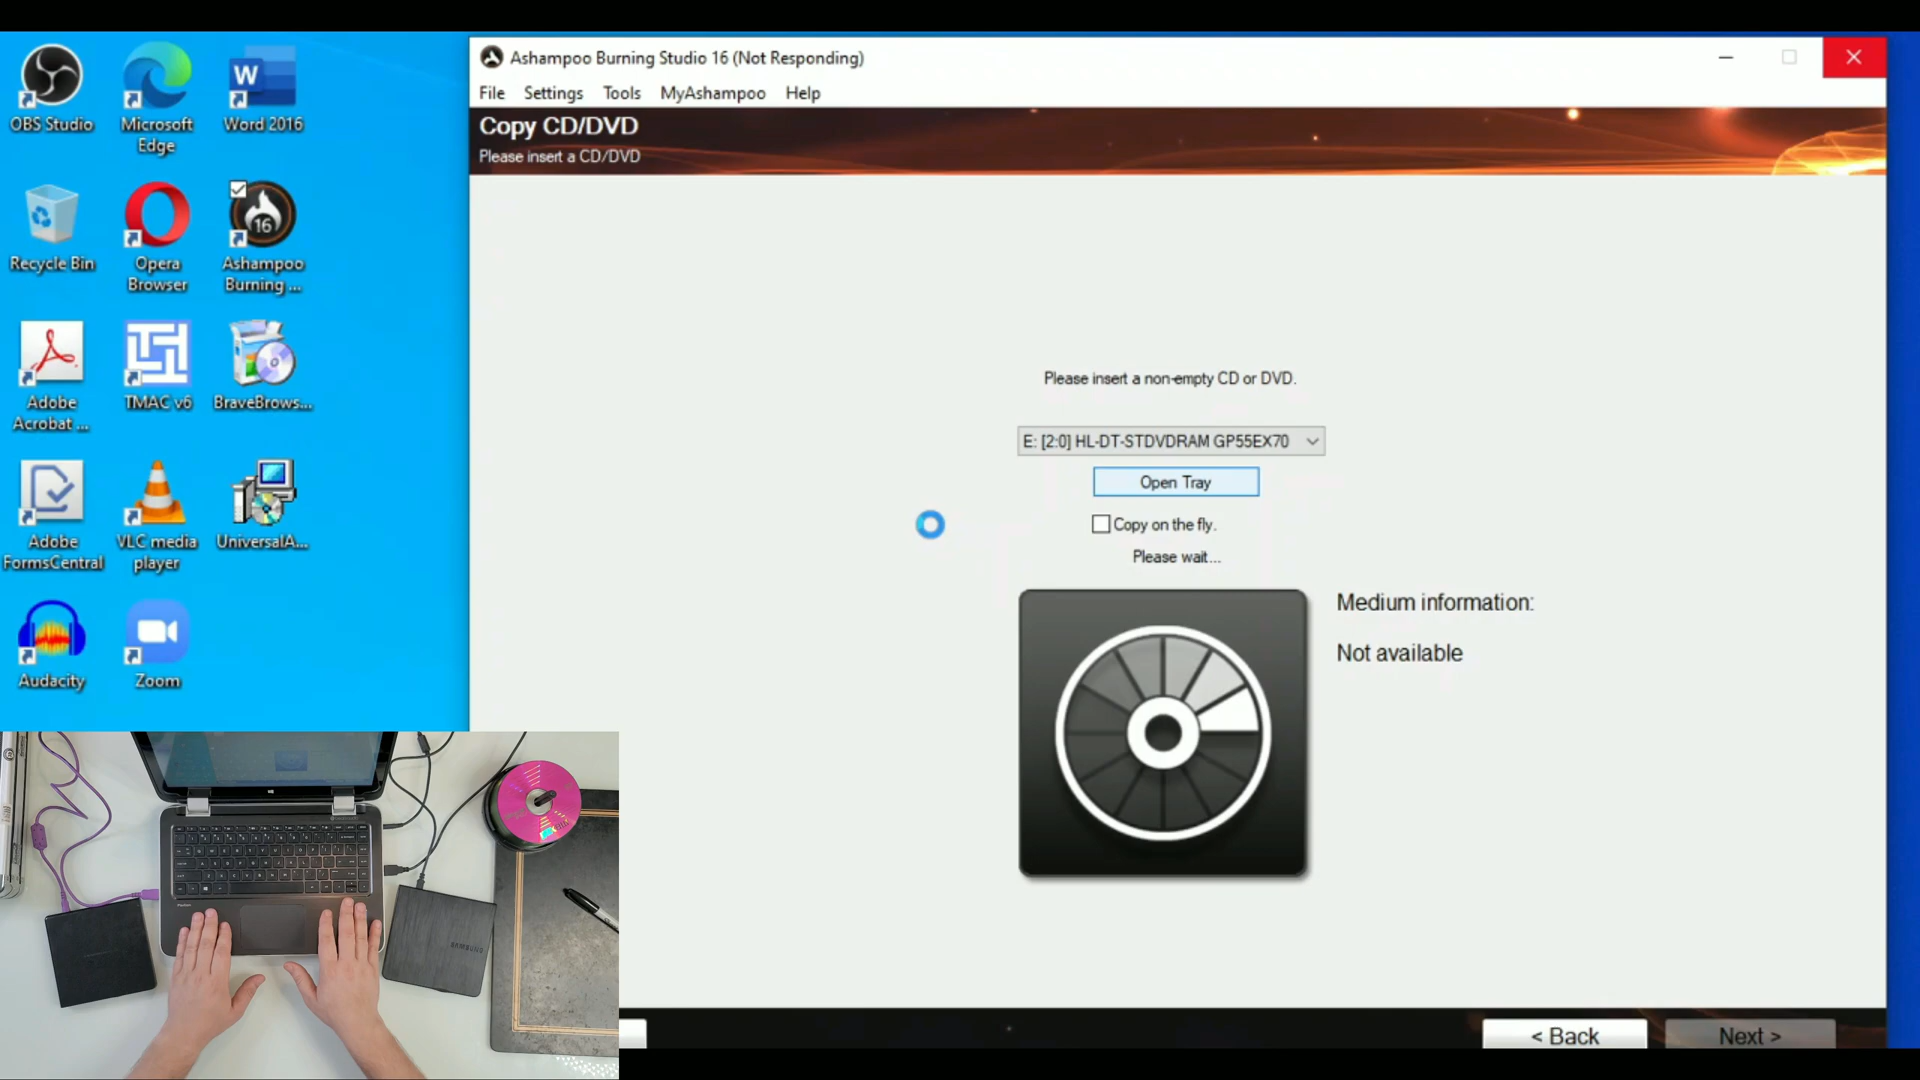 Ashampoo Burning Studio 16 (Not Responding)
File Settings Tools MyAshampoo Help
Copy CD/DVD
Please insert a CD/DVD
OBS Studio
Microsoft
Edge
Word 2016
Recycle Bin
Opera
Browser
16
Ashampoo
Burning ...
Adobe
Acrobat ...
TMAC v6
BraveBrows...
Adobe
FormsCentral
VLC media
player
UniversalA...
Audacity
Zoom
Please insert a non-empty CD or DVD.
E: [2:0] HL-DT-STDVDRAM GP55EX70
Open Tray
Copy on the fly.
Please wait...
Medium information:
Not available
SAMSUNG
< Back
Next >